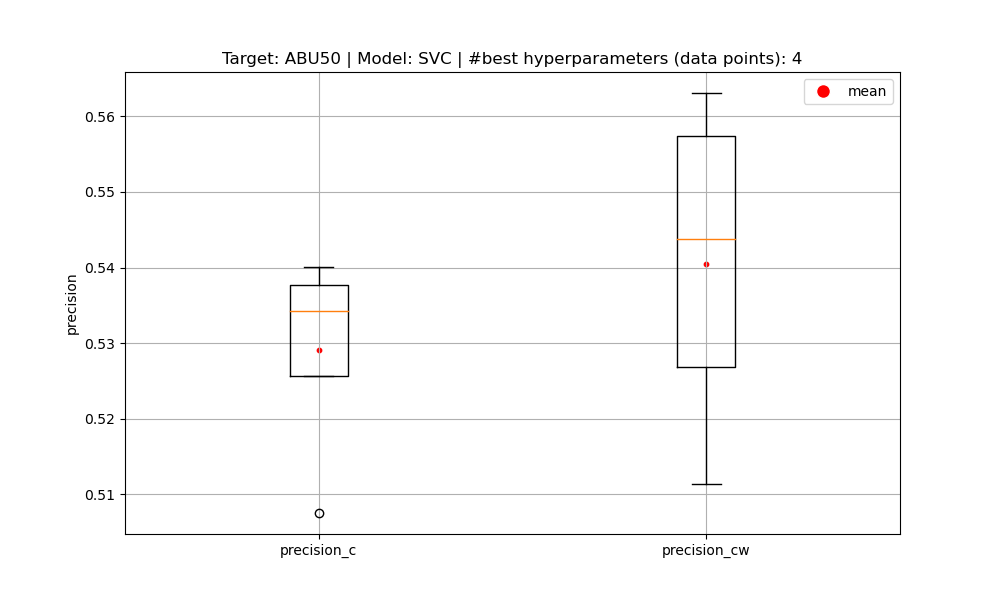 Target: ABU50 | Model: SVC | #best hyperparameters (data points): 4
mean
0.56
0.55
0.54
0.53
0.52
0.51
precision
precision_c
precision_cw